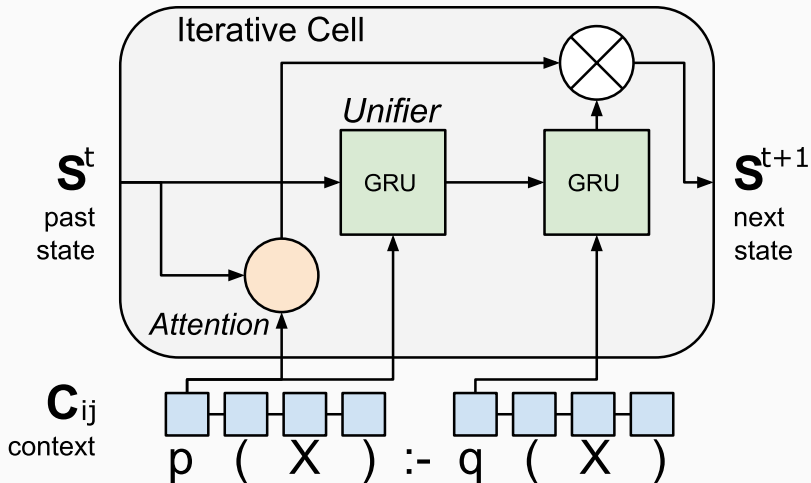 Iterative Cell
Unifier
GRU
GRU
S^t
past
state
S^t+1
next
state
Attention
C_ij
context
p ( X ) :- q ( X )